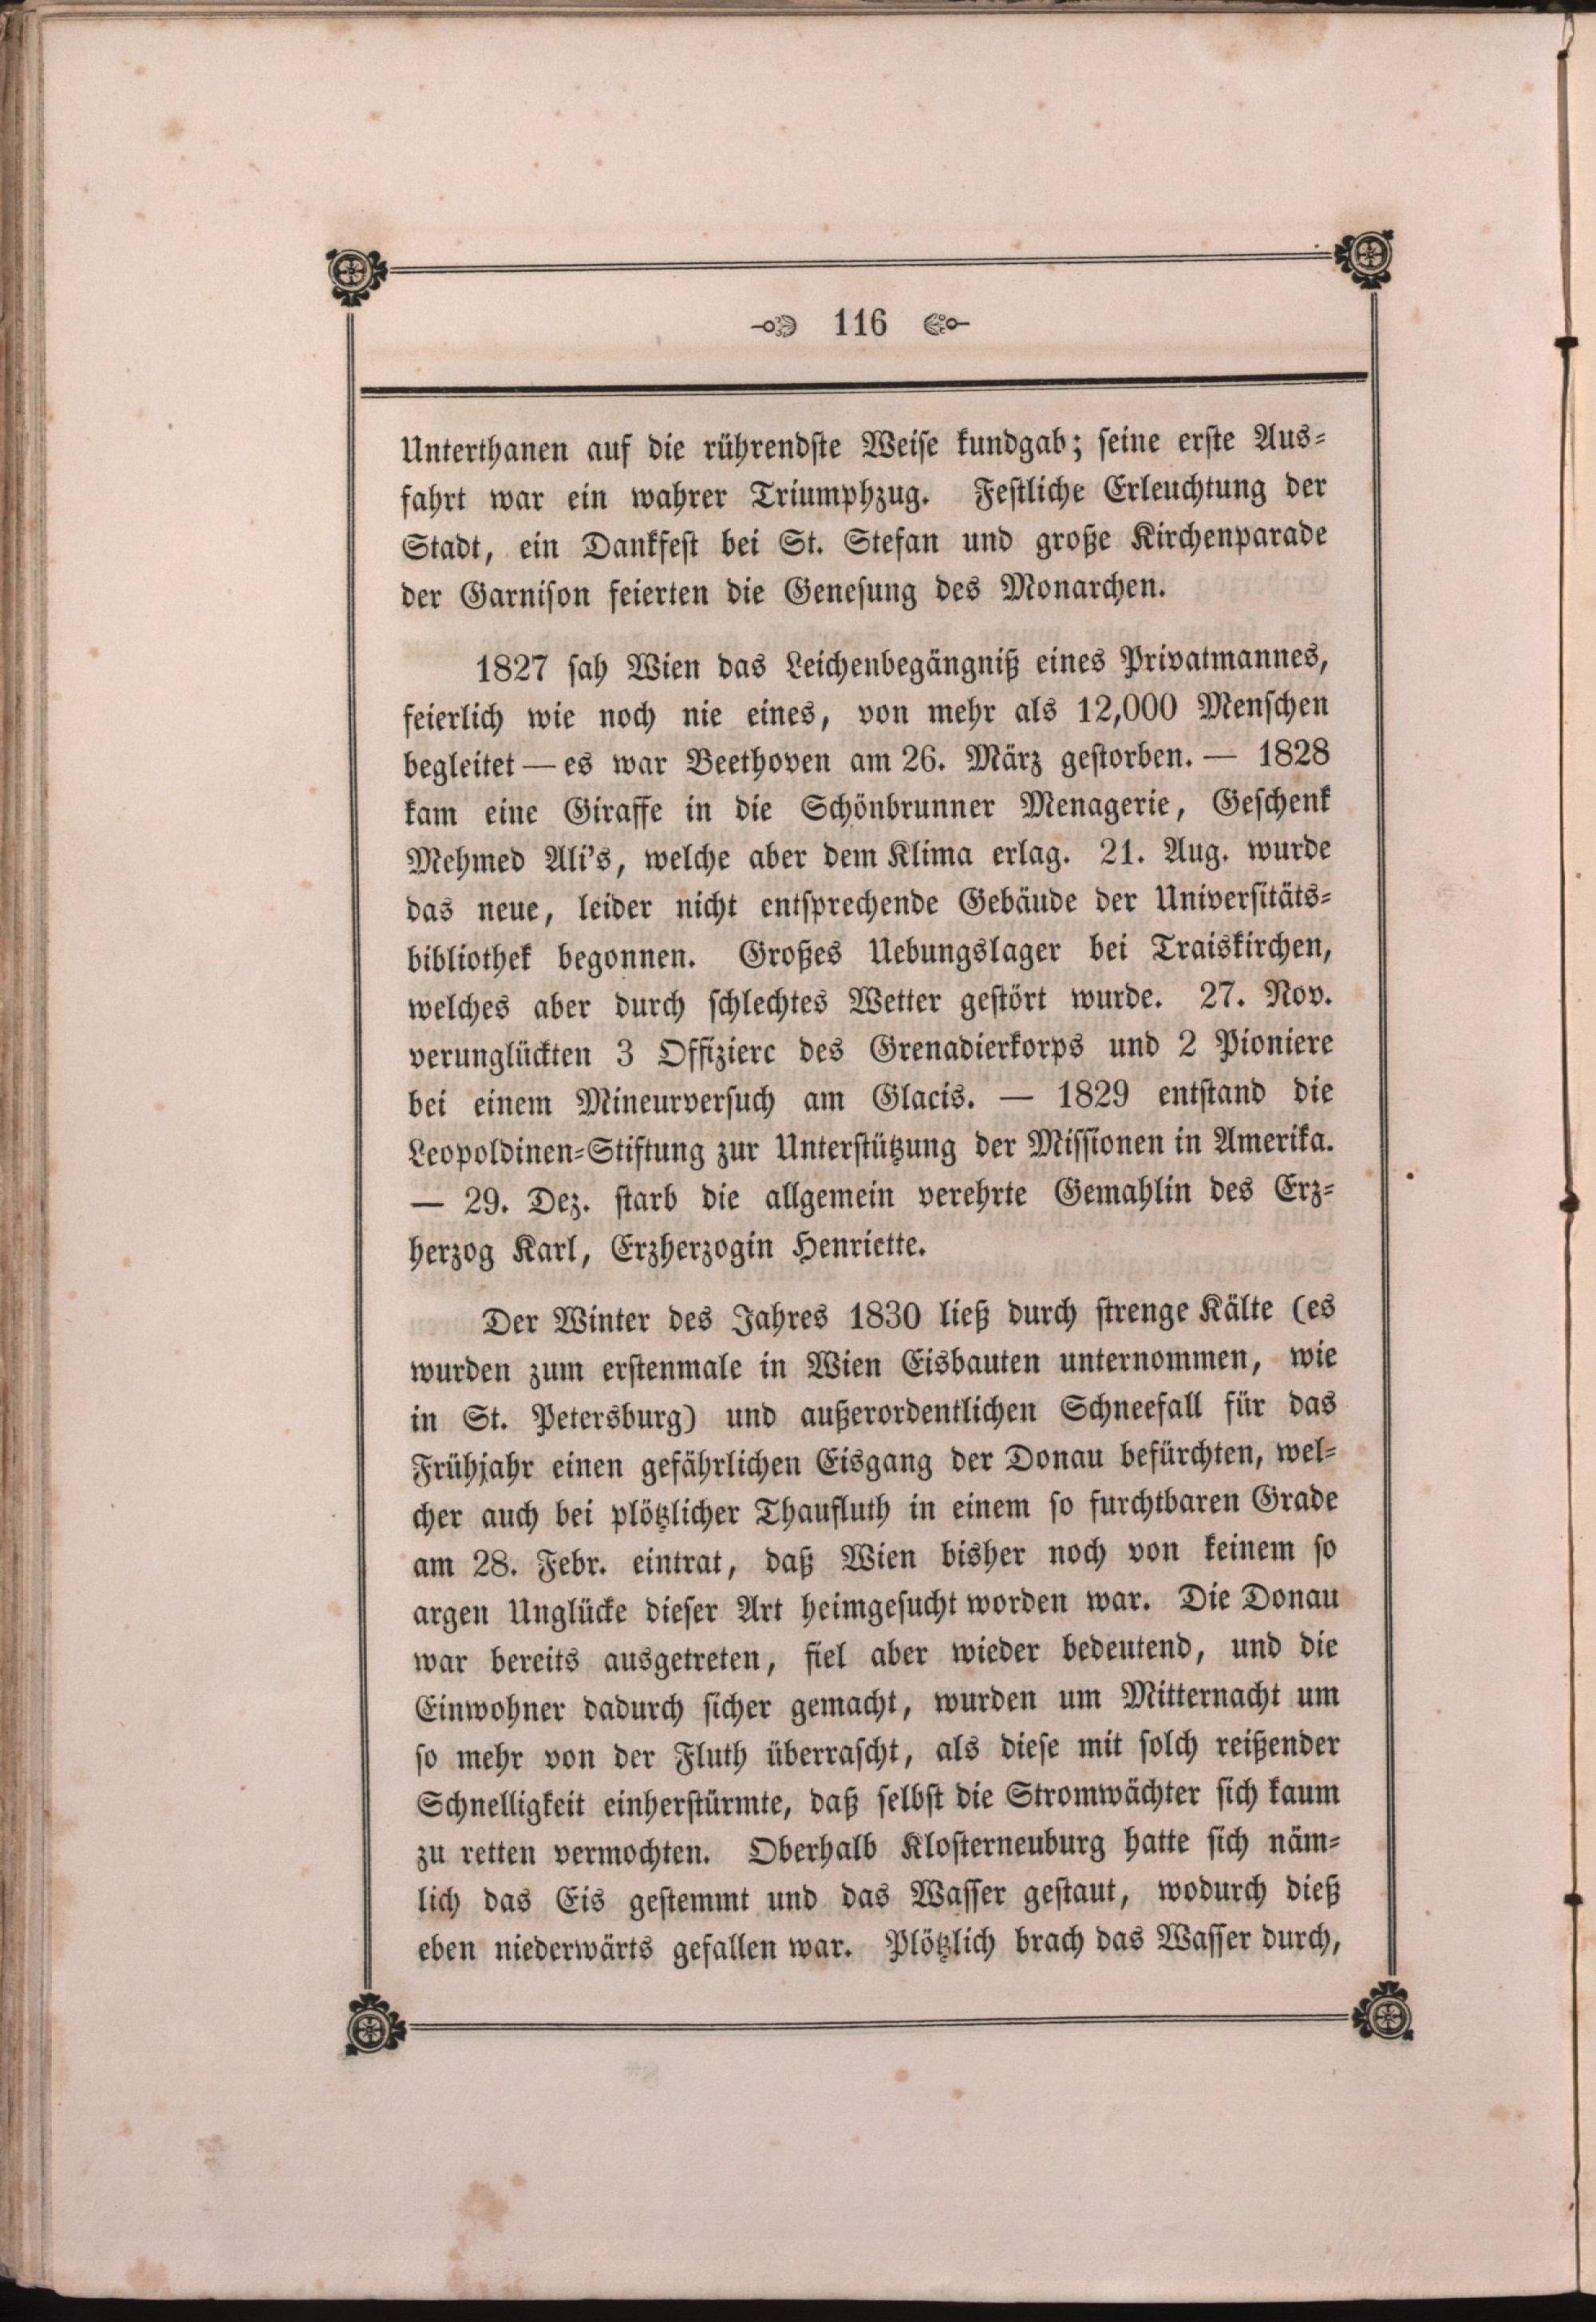 116
Unterthanen auf die rührendste Weise kundgab; seine erste Aus-
fahrt war ein wahrer Triumphzug. Festliche Erleuchtung der
Stadt, ein Dankfest bei St. Stefan und große Kirchenparade
der Garnison feierten die Genesung des Monarchen.
1827 sah Wien das Leichenbegängniß eines Privatmannes,
feierlich wie noch nie eines, von mehr als 12,000 Menschen
begleitet — es war Beethoven am 26. März gestorben. — 1828
kam eine Giraffe in die Schönbrunner Menagerie, Geschenk
Mehmed Ali's, welche aber dem Klima erlag. 21. Aug. wurde
das neue, leider nicht entsprechende Gebäude der Universitäts-
bibliothek begonnen. Großes Uebungslager bei Traiskirchen,
welches aber durch schlechtes Wetter gestört wurde. 27. Nov.
verunglückten 3 Offiziere des Grenadierkorps und 2 Pioniere
bei einem Mineurversuch am Glacis. — 1829 entstand die
Leopoldinen-Stiftung zur Unterstützung der Missionen in Amerika.
— 29. Dez. starb die allgemein verehrte Gemahlin des Erz-
herzog Karl, Erzherzogin Henriette.
Der Winter des Jahres 1830 ließ durch strenge Kälte (es
wurden zum erstenmale in Wien Eisbauten unternommen, wie
in St. Petersburg) und außerordentlichen Schneefall für das
Frühjahr einen gefährlichen Eisgang der Donau befürchten, wel-
cher auch bei plötzlicher Thaufluth in einem so furchtbaren Grade
am 28. Febr. eintrat, daß Wien bisher noch von keinem so
argen Unglücke dieser Art heimgesucht worden war. Die Donau
war bereits ausgetreten, fiel aber wieder bedeutend, und die
Einwohner dadurch sicher gemacht, wurden um Mitternacht um
so mehr von der Fluth überrascht, als diese mit solch reißender
Schnelligkeit einherstürmte, daß selbst die Stromwächter sich kaum
zu retten vermochten. Oberhalb Klosterneuburg hatte sich näm-
lich das Eis gestemmt und das Wasser gestaut, wodurch dieß
eben niederwärts gefallen war. Plötzlich brach das Wasser durch,